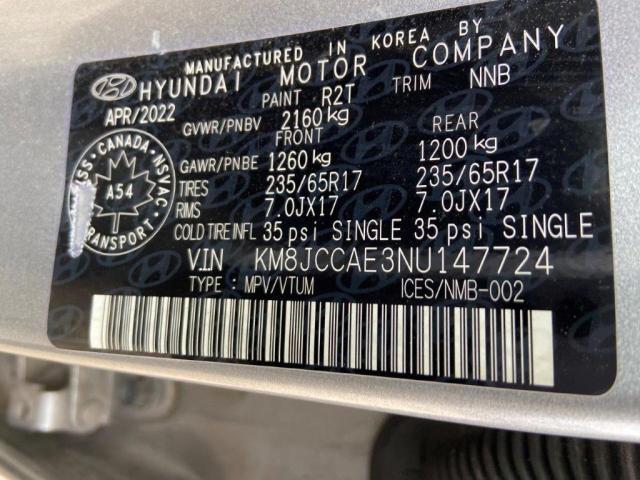 MANUFACTURED IN KOREA BY
HYUNDAI MOTOR COMPANY
APR/2022 PAINT R2T TRIM NNB
GVWR/PNBV 2160 kg
FRONT REAR
GAWR/PNBE 1260 kg 1200 kg
TIRES 235/65R17 235/65R17
RIMS 7.0JX17 7.0JX17
COLD TIRE INFL 35 psi SINGLE 35 psi SINGLE
VIN KM8JCCAE3NU147724
TYPE : MPV/VTUM ICES/NMB-002
CANADA NSVAC
A54
TRANSPORT